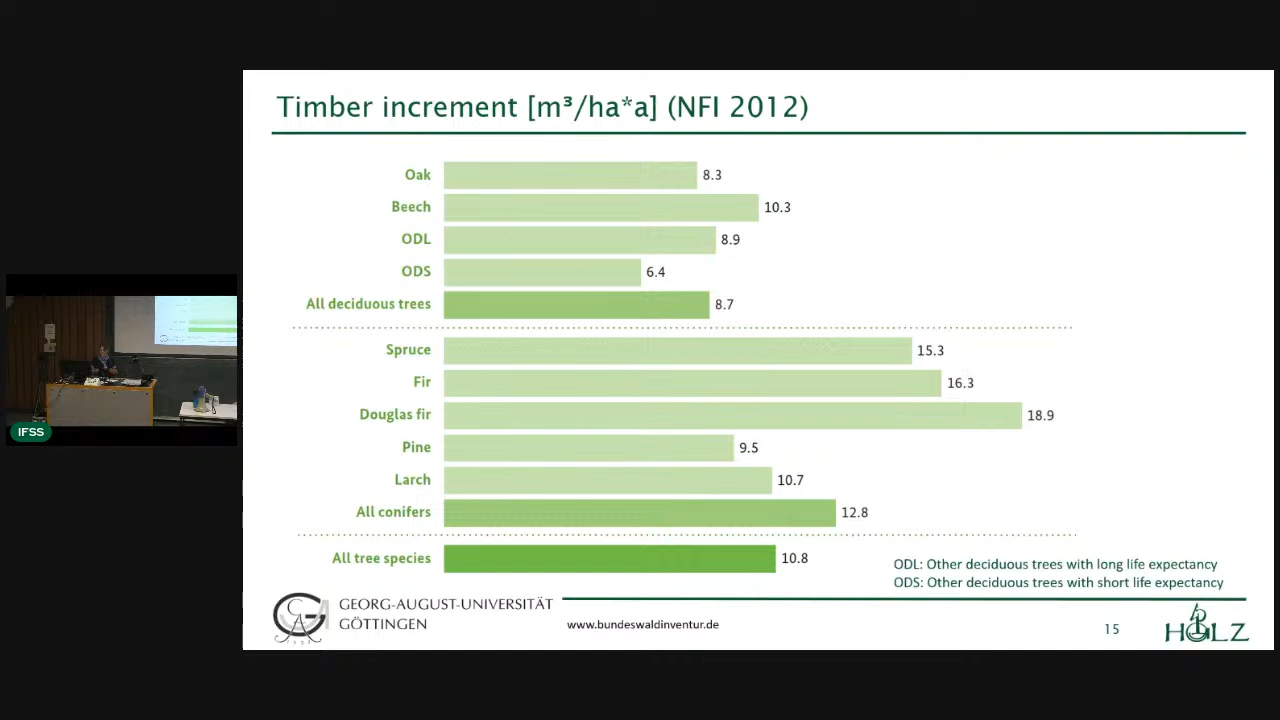 Timber increment [m³/ha*a] (NFI 2012)
Oak 8.3
Beech 10.3
ODL 8.9
ODS 6.4
All deciduous trees 8.7
Spruce 15.3
Fir 16.3
Douglas fir 18.9
Pine 9.5
Larch 10.7
All conifers 12.8
All tree species 10.8
ODL: Other deciduous trees with long life expectancy
ODS: Other deciduous trees with short life expectancy
GEORG-AUGUST-UNIVERSITÄT
GÖTTINGEN
www.bundeswaldinventur.de
15
HOLZ
IFSS